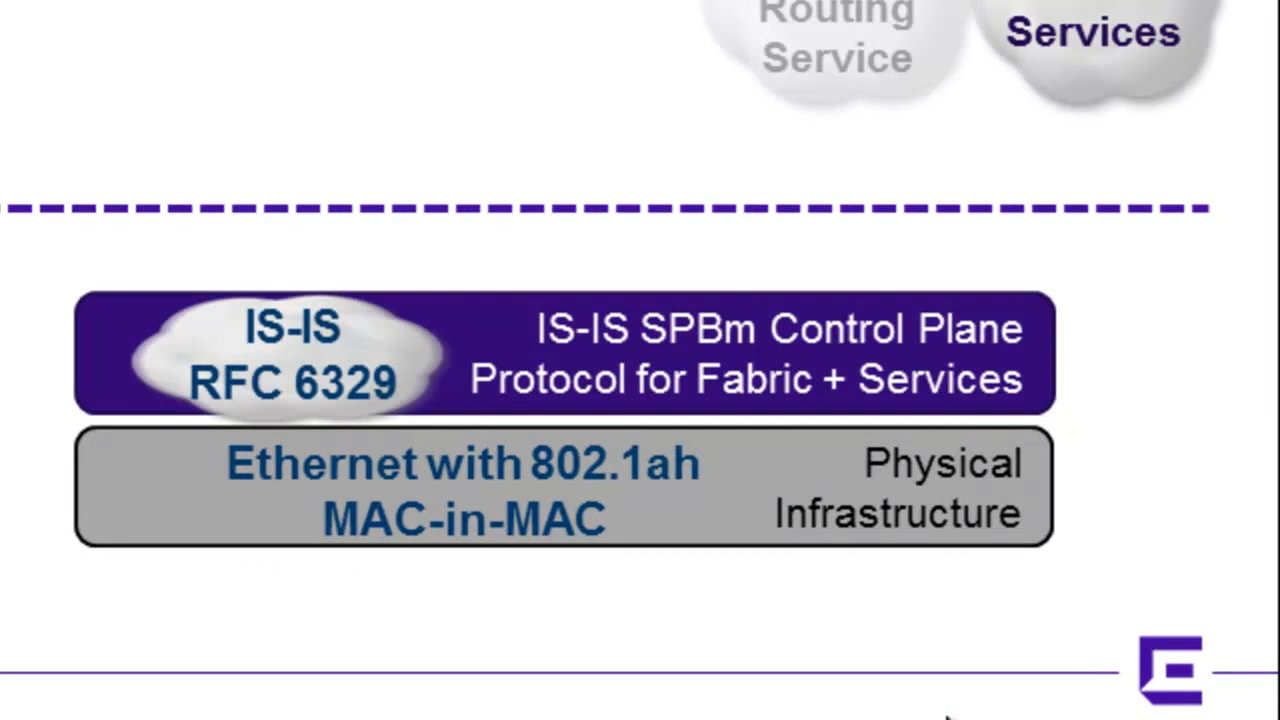 Routing
Service
Services
IS-IS
RFC 6329
IS-IS SPBm Control Plane
Protocol for Fabric + Services
Ethernet with 802.1ah
MAC-in-MAC
Physical
Infrastructure